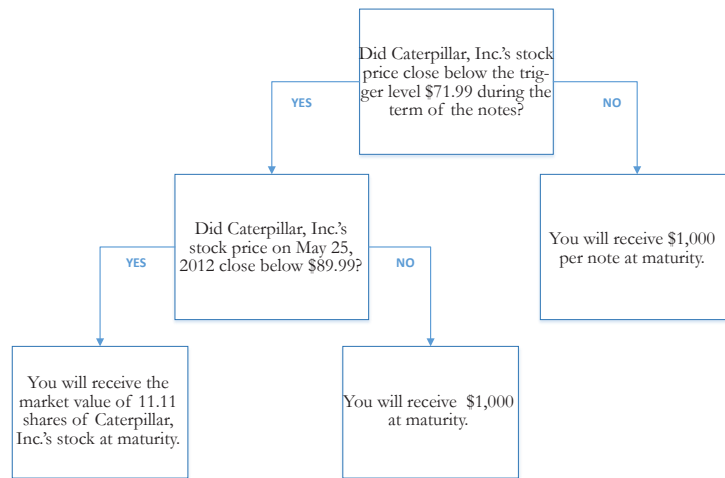 Did Caterpillar, Inc.'s stock
price close below the trig-
ger level $71.99 during the
term of the notes?
YES
NO
Did Caterpillar, Inc.'s
stock price on May 25,
2012 close below $89.99?
You will receive $1,000
per note at maturity.
YES
NO
You will receive the
market value of 11.11
shares of Caterpillar,
Inc.'s stock at maturity.
You will receive $1,000
at maturity.